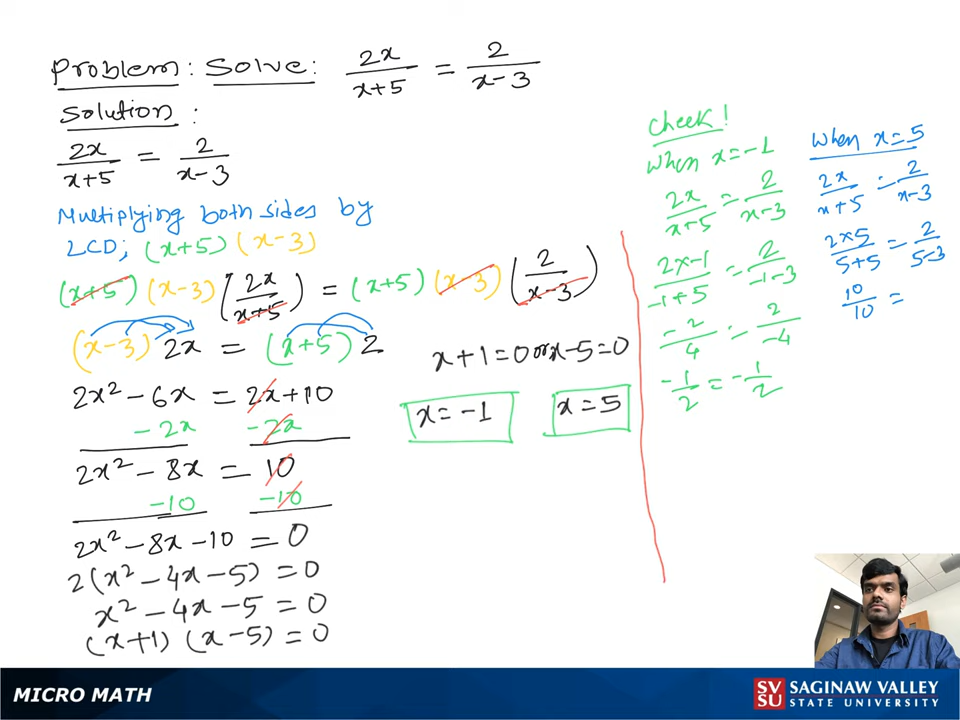 Problem: Solve: 2x/(x+5) = 2/(x-3)
Solution:
2x/(x+5) = 2/(x-3)
Multiplying both sides by
LCD; (x+5) (x-3)
(x+5) (x-3) (2x/(x+5)) = (x+5) (x-3) (2/(x-3))
(x-3) 2x = (x+5) 2
2x² - 6x = 2x + 10
-2x -2x
2x² - 8x = 10
-10 -10
2x² - 8x - 10 = 0
2(x² - 4x - 5) = 0
x² - 4x - 5 = 0
(x+1) (x-5) = 0
x+1=0 or x-5=0
x = -1
x = 5
Check!
When x = -1
2x/(x+5) = 2/(x-3)
2x-1/-1+5 = 2/-1-3
-2/4 = 2/-4
-1/2 = -1/2
When x = 5
2x/(x+5) = 2/(x-3)
2×5/5+5 = 2/5-3
10/10 =
MICRO MATH
SV
SU
SAGINAW VALLEY
STATE UNIVERSITY